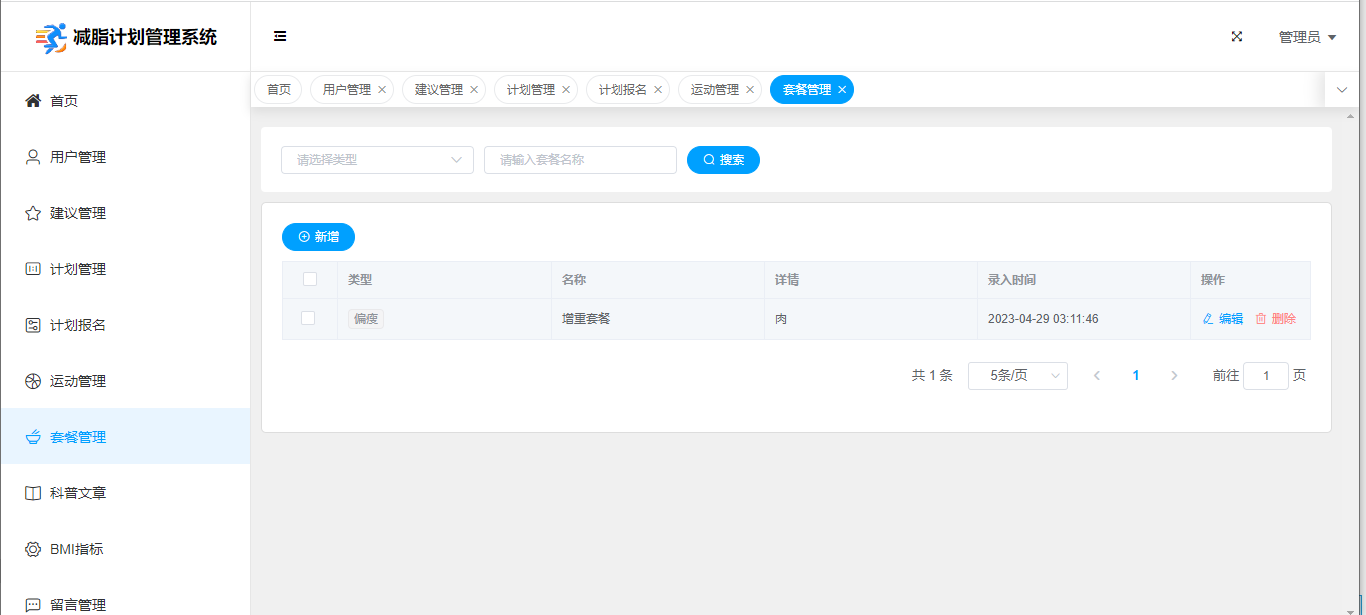 减脂计划管理系统
管理员
首页
用户管理
建议管理
计划管理
计划报名
运动管理
套餐管理
科普文章
BMI指标
留言管理
首页 用户管理 建议管理 计划管理 计划报名 运动管理 套餐管理
请选择类型 请输入套餐名称 搜索
新增
类型 名称 详情 录入时间 操作
偏瘦 增重套餐 肉 2023-04-29 03:11:46 编辑 删除
共 1 条 5条/页 1 前往 1 页